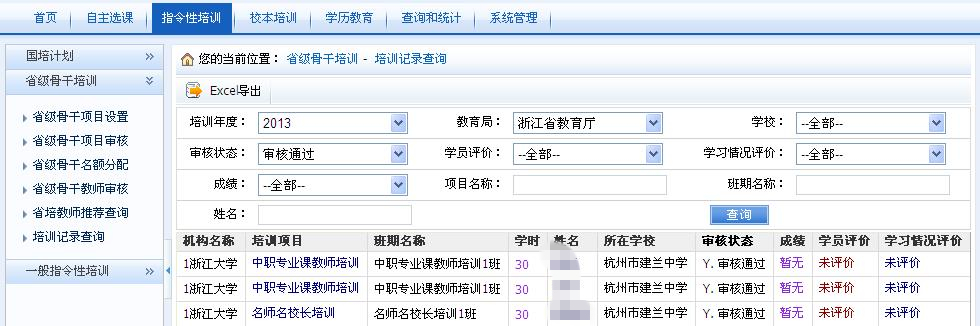 首页 自主选课 指令性培训 校本培训 学历教育 查询和统计 系统管理
国培计划
省级骨干培训
省级骨干项目设置
省级骨干项目审核
省级骨干名额分配
省级骨干教师审核
省培教师推荐查询
培训记录查询
一般指令性培训
您的当前位置： 省级骨干培训 - 培训记录查询
Excel导出
培训年度： 2013 教育局： 浙江省教育厅 学校： --全部--
审核状态： 审核通过 学员评价： --全部-- 学习情况评价： --全部--
成绩： --全部-- 项目名称： 班期名称：
姓名： 查询
机构名称 培训项目 班期名称 学时 姓名 所在学校 审核状态 成绩 学员评价 学习情况评价
1浙江大学 中职专业课教师培训 中职专业课教师培训1班 30 杭州市建兰中学 Y. 审核通过 暂无 未评价 未评价
1浙江大学 中职专业课教师培训 中职专业课教师培训1班 30 杭州市建兰中学 Y. 审核通过 暂无 未评价 未评价
1浙江大学 名师名校长培训 名师名校长培训1班 30 杭州市建兰中学 Y. 审核通过 暂无 未评价 未评价